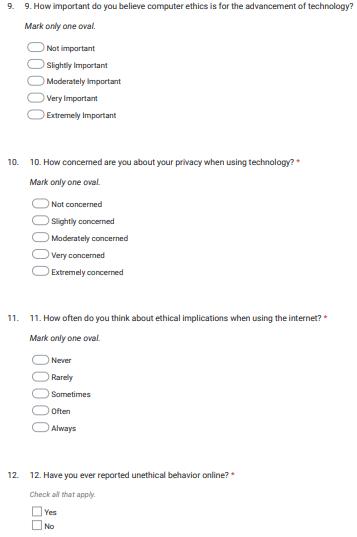 9. 9. How important do you believe computer ethics is for the advancement of technology?
Mark only one oval.
Not important
Slightly Important
Moderately Important
Very Important
Extremely Important
10. 10. How concerned are you about your privacy when using technology? *
Mark only one oval.
Not concerned
Slightly concerned
Moderately concerned
Very concerned
Extremely concerned
11. 11. How often do you think about ethical implications when using the internet? *
Mark only one oval.
Never
Rarely
Sometimes
Often
Always
12. 12. Have you ever reported unethical behavior online? *
Check all that apply.
Yes
No